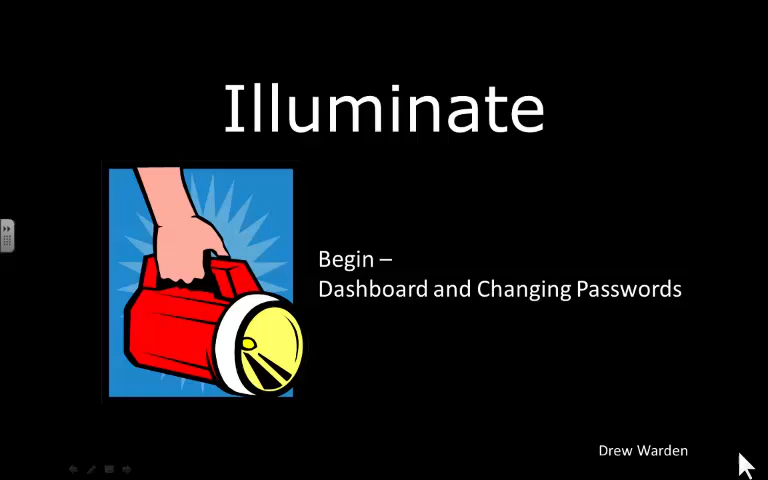 Illuminate
Begin –
Dashboard and Changing Passwords
Drew Warden